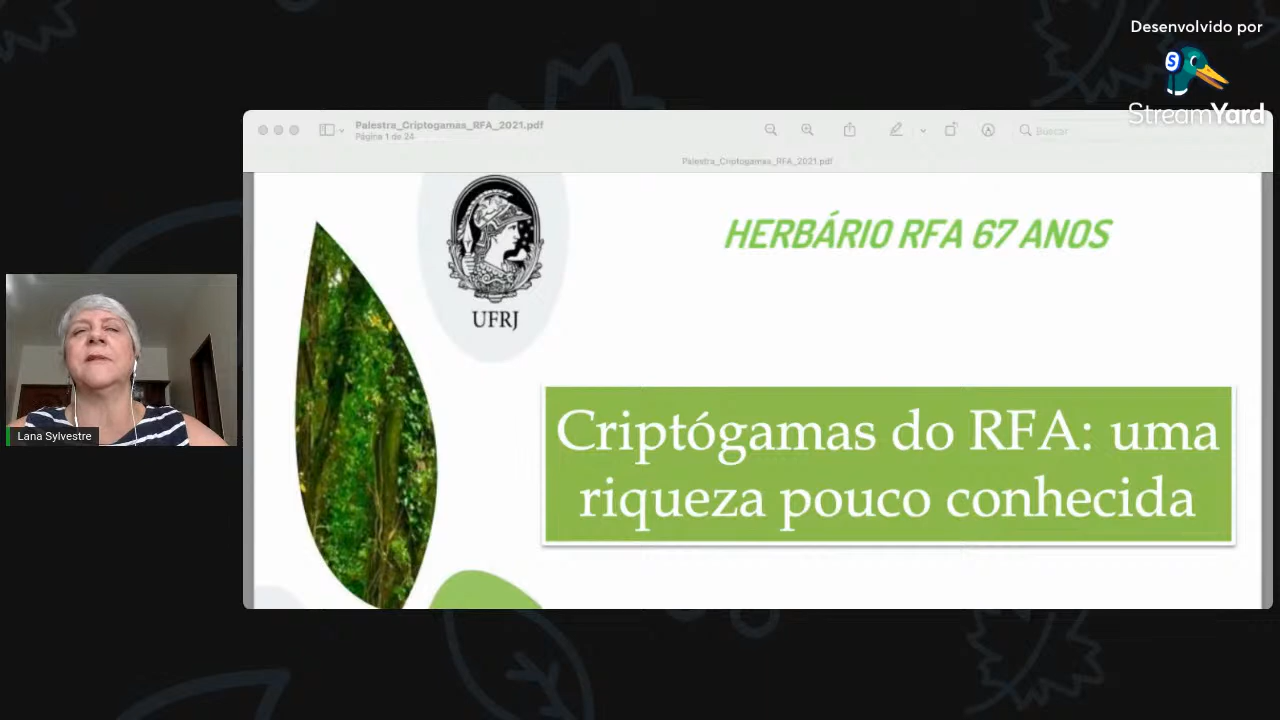 Desenvolvido por
StreamYard
Palestra_Criptogamas_RFA_2021.pdf
Página 1 de 24
Buscar
Palestra_Criptogamas_RFA_2021.pdf
HERBÁRIO RFA 67 ANOS
UFRJ
Criptógamas do RFA: uma
riqueza pouco conhecida
Lana Sylvestre